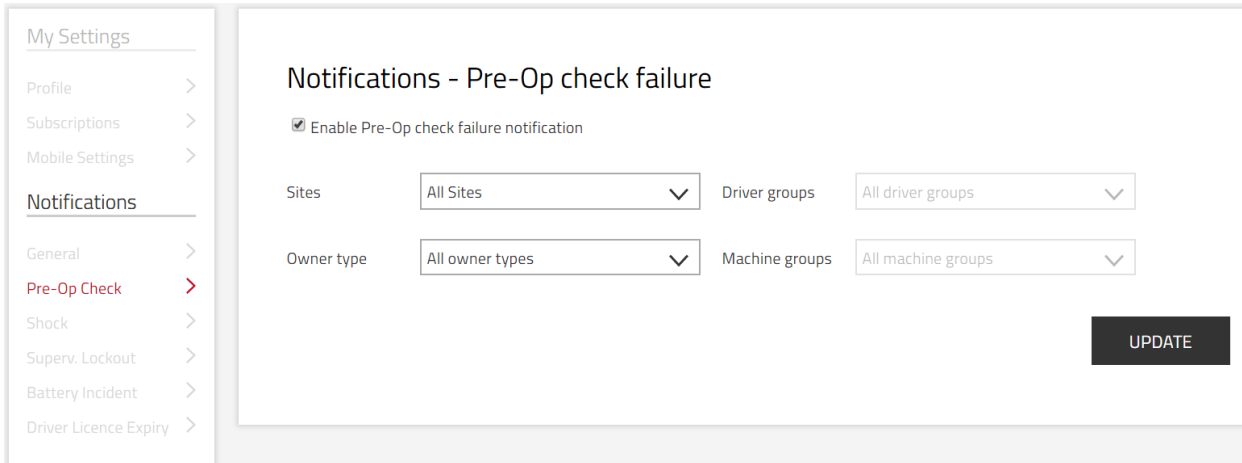 My Settings
Profile
Subscriptions
Mobile Settings
Notifications
General
Pre-Op Check
Shock
Superv. Lockout
Battery Incident
Driver Licence Expiry
Notifications - Pre-Op check failure
Enable Pre-Op check failure notification
Sites All Sites Driver groups All driver groups
Owner type All owner types Machine groups All machine groups
UPDATE